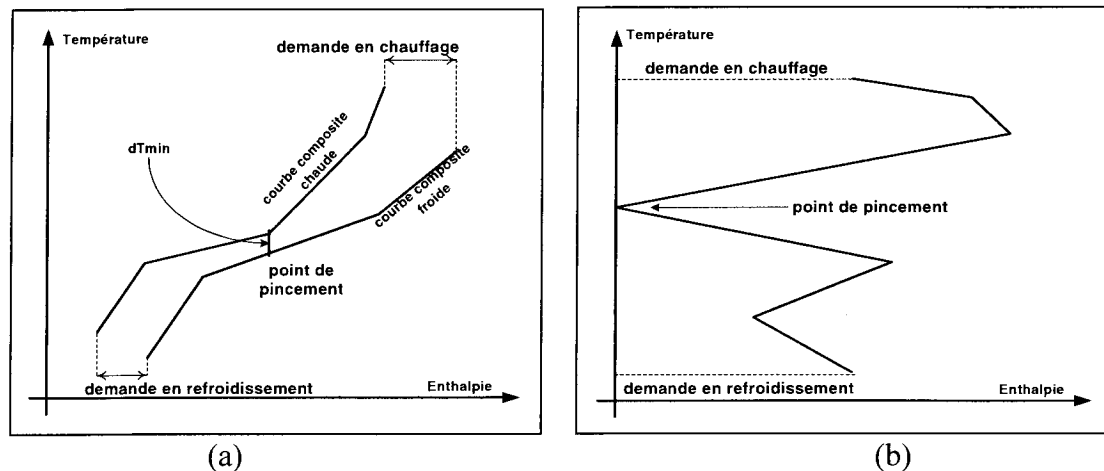 Température
demande en chauffage
dTmin
courbe composite
chaude
courbe composite
froide
point de
pincement
demande en refroidissement
Enthalpie
(a)
Température
demande en chauffage
point de pincement
demande en refroidissement
Enthalpie
(b)